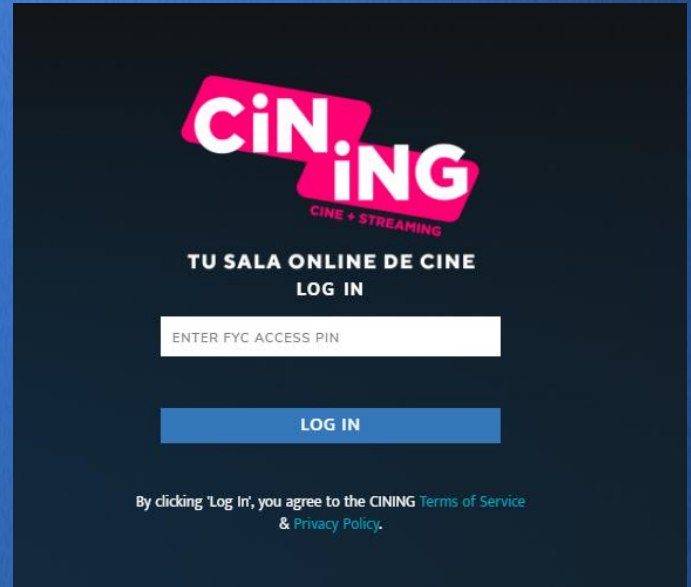 CiN
iNG
CINE + STREAMING
TU SALA ONLINE DE CINE
LOG IN
ENTER FYC ACCESS PIN
LOG IN
By clicking 'Log In', you agree to the CINING Terms of Service
& Privacy Policy.